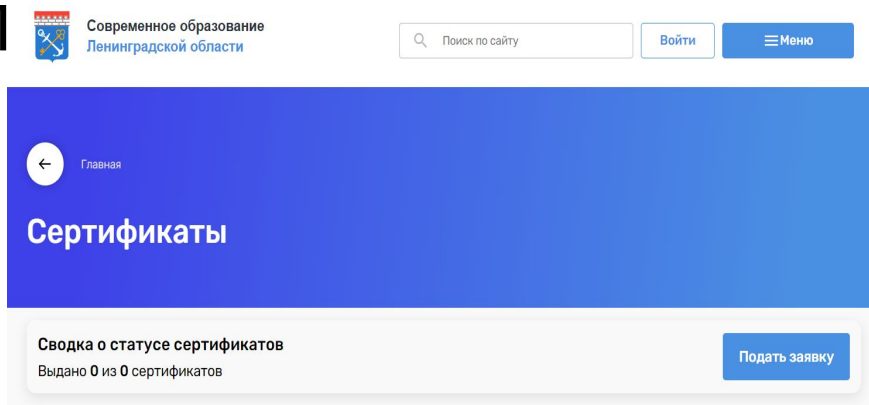 Современное образование
Ленинградской области
Поиск по сайту
Войти
Меню
Главная
Сертификаты
Сводка о статусе сертификатов
Выдано 0 из 0 сертификатов
Подать заявку